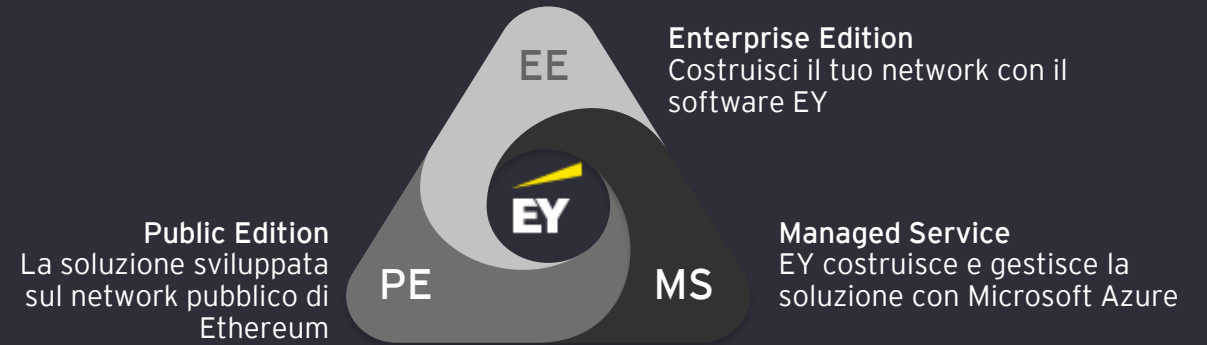 EE
Enterprise Edition
Costruisci il tuo network con il
software EY
EY
Public Edition
La soluzione sviluppata
sul network pubblico di
Ethereum
PE
MS
Managed Service
EY costruisce e gestisce la
soluzione con Microsoft Azure